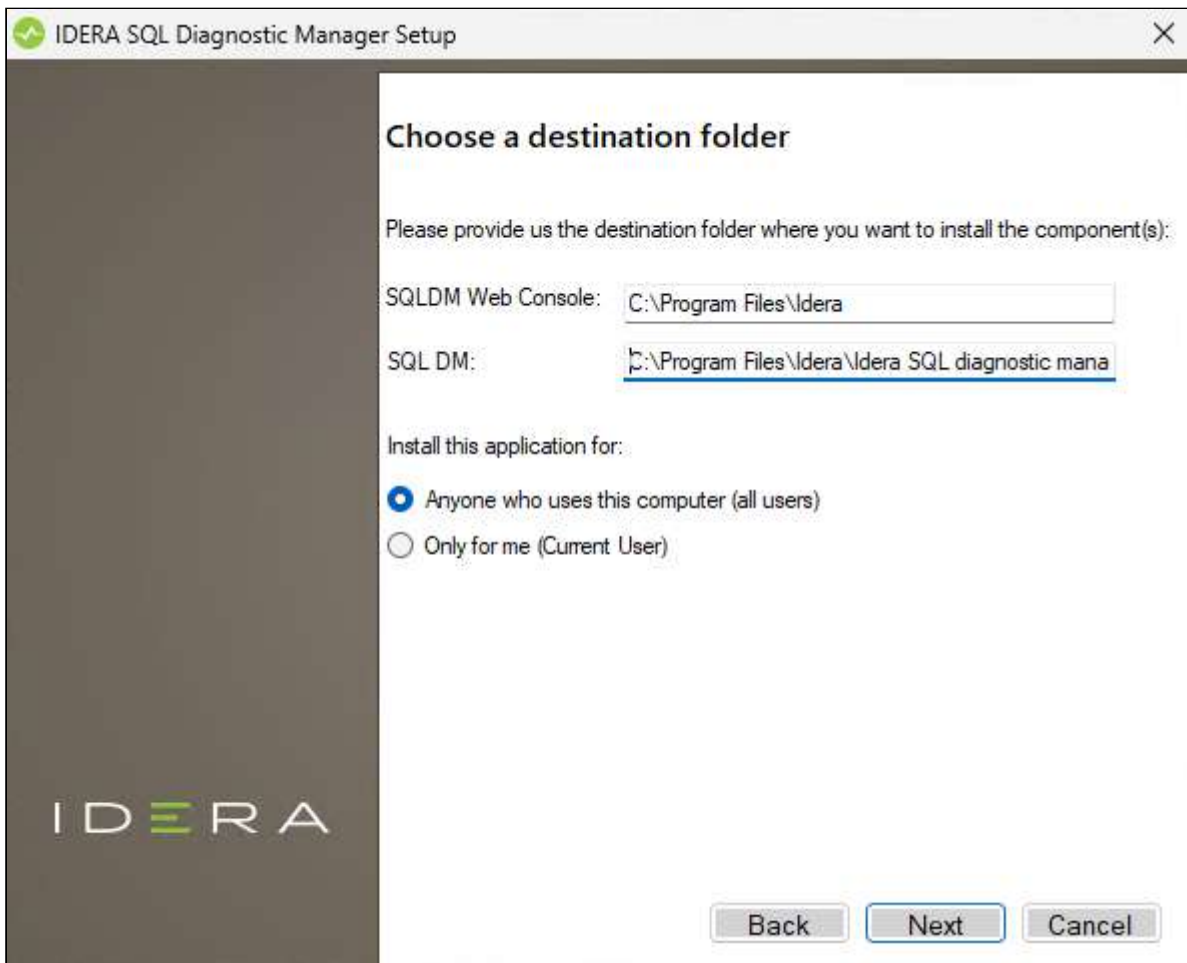 IDERA SQL Diagnostic Manager Setup
Choose a destination folder
Please provide us the destination folder where you want to install the component(s):
SQLDM Web Console: C:\Program Files\Idera
SQL DM: C:\Program Files\Idera\Idera SQL diagnostic mana
Install this application for:
Anyone who uses this computer (all users)
Only for me (Current User)
IDERA
Back Next Cancel